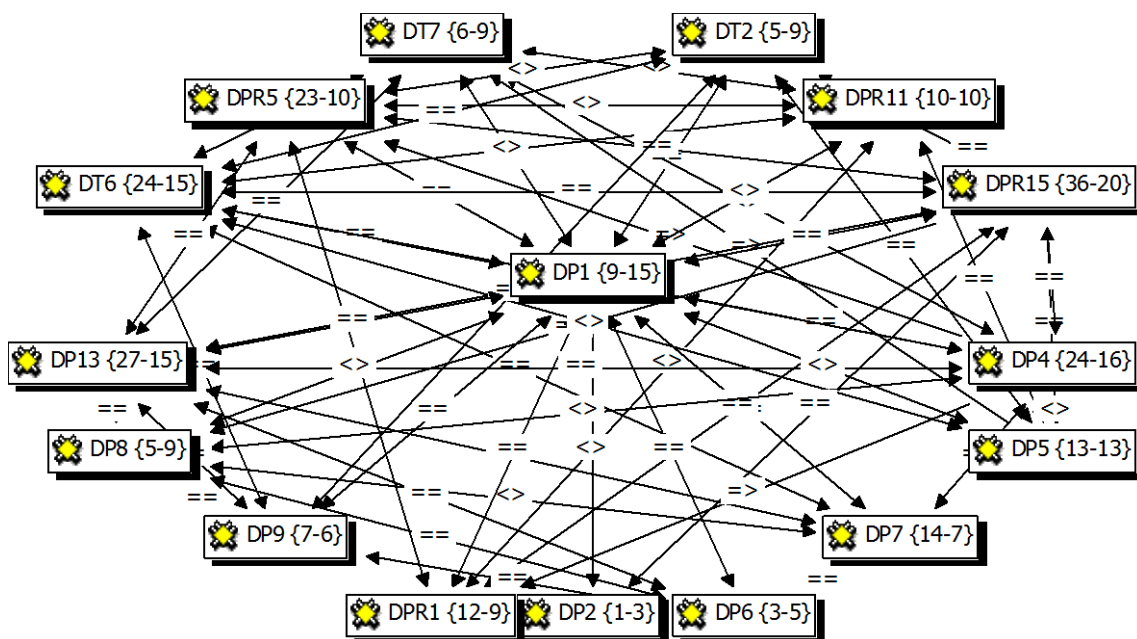 DT7 {6-9}
DT2 {5-9}
<>
<>
DPR5 {23-10}
==
<>
DPR11 {10-10}
<>
==
==
DT6 {24-15}
==
==
==
<>
DPR15 {36-20}
==
==
=>
=>
==
==
DP1 {9-15}
==
==
==
<>
==
DP13 {27-15}
==
<>
==
<>
<>
DP4 {24-16}
==
<>
==
==
==
<>
DP8 {5-9}
==
<>
==
DP5 {13-13}
==
==
<>
=>
DP9 {7-6}
==
DP7 {14-7}
==
==
DPR1 {12-9}
DP2 {1-3}
DP6 {3-5}